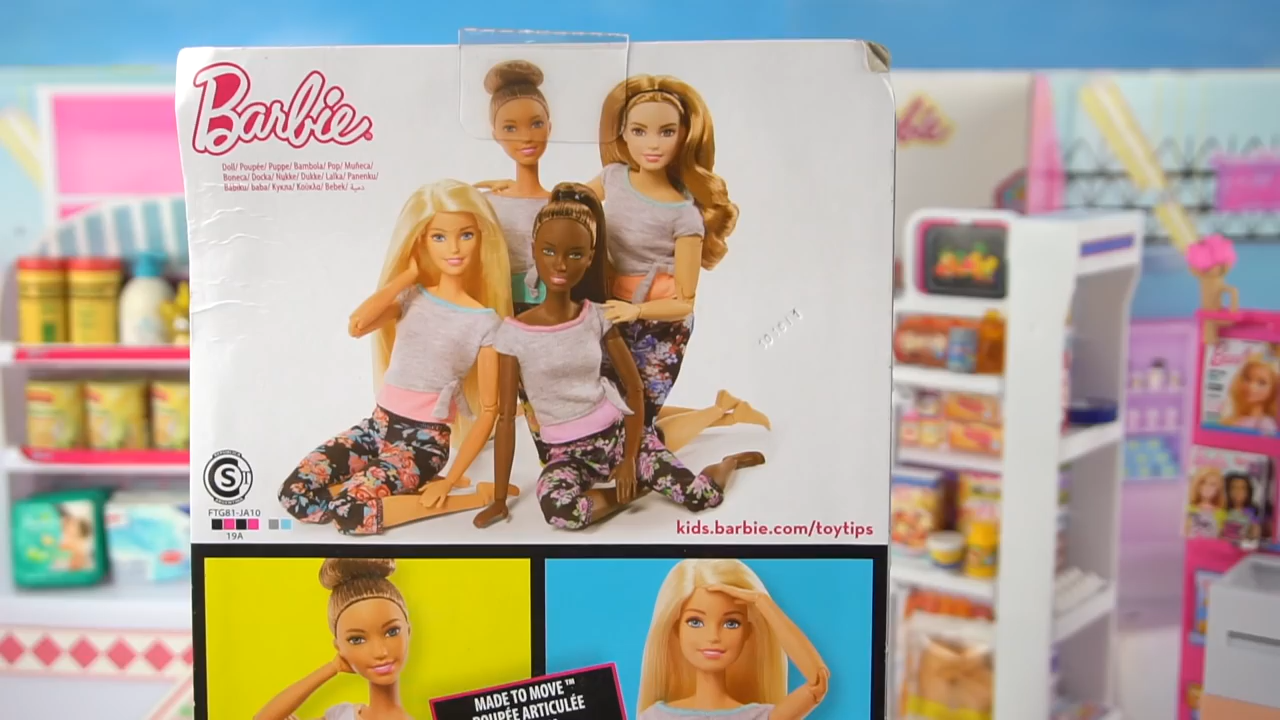 Barbie
Doll/ Poupée/ Puppe/ Bambola/ Pop/ Muñeca/
Boneca/ Docka/ Nukke/ Dukke/ Lalka/ Panenku/
Bábiku/ baba/ Кукла/ Κούκλα/ Bebek/ دمية
S
FTG81-JA10
19A
kids.barbie.com/toytips
MADE TO MOVE™
POUPÉE ARTICULÉE